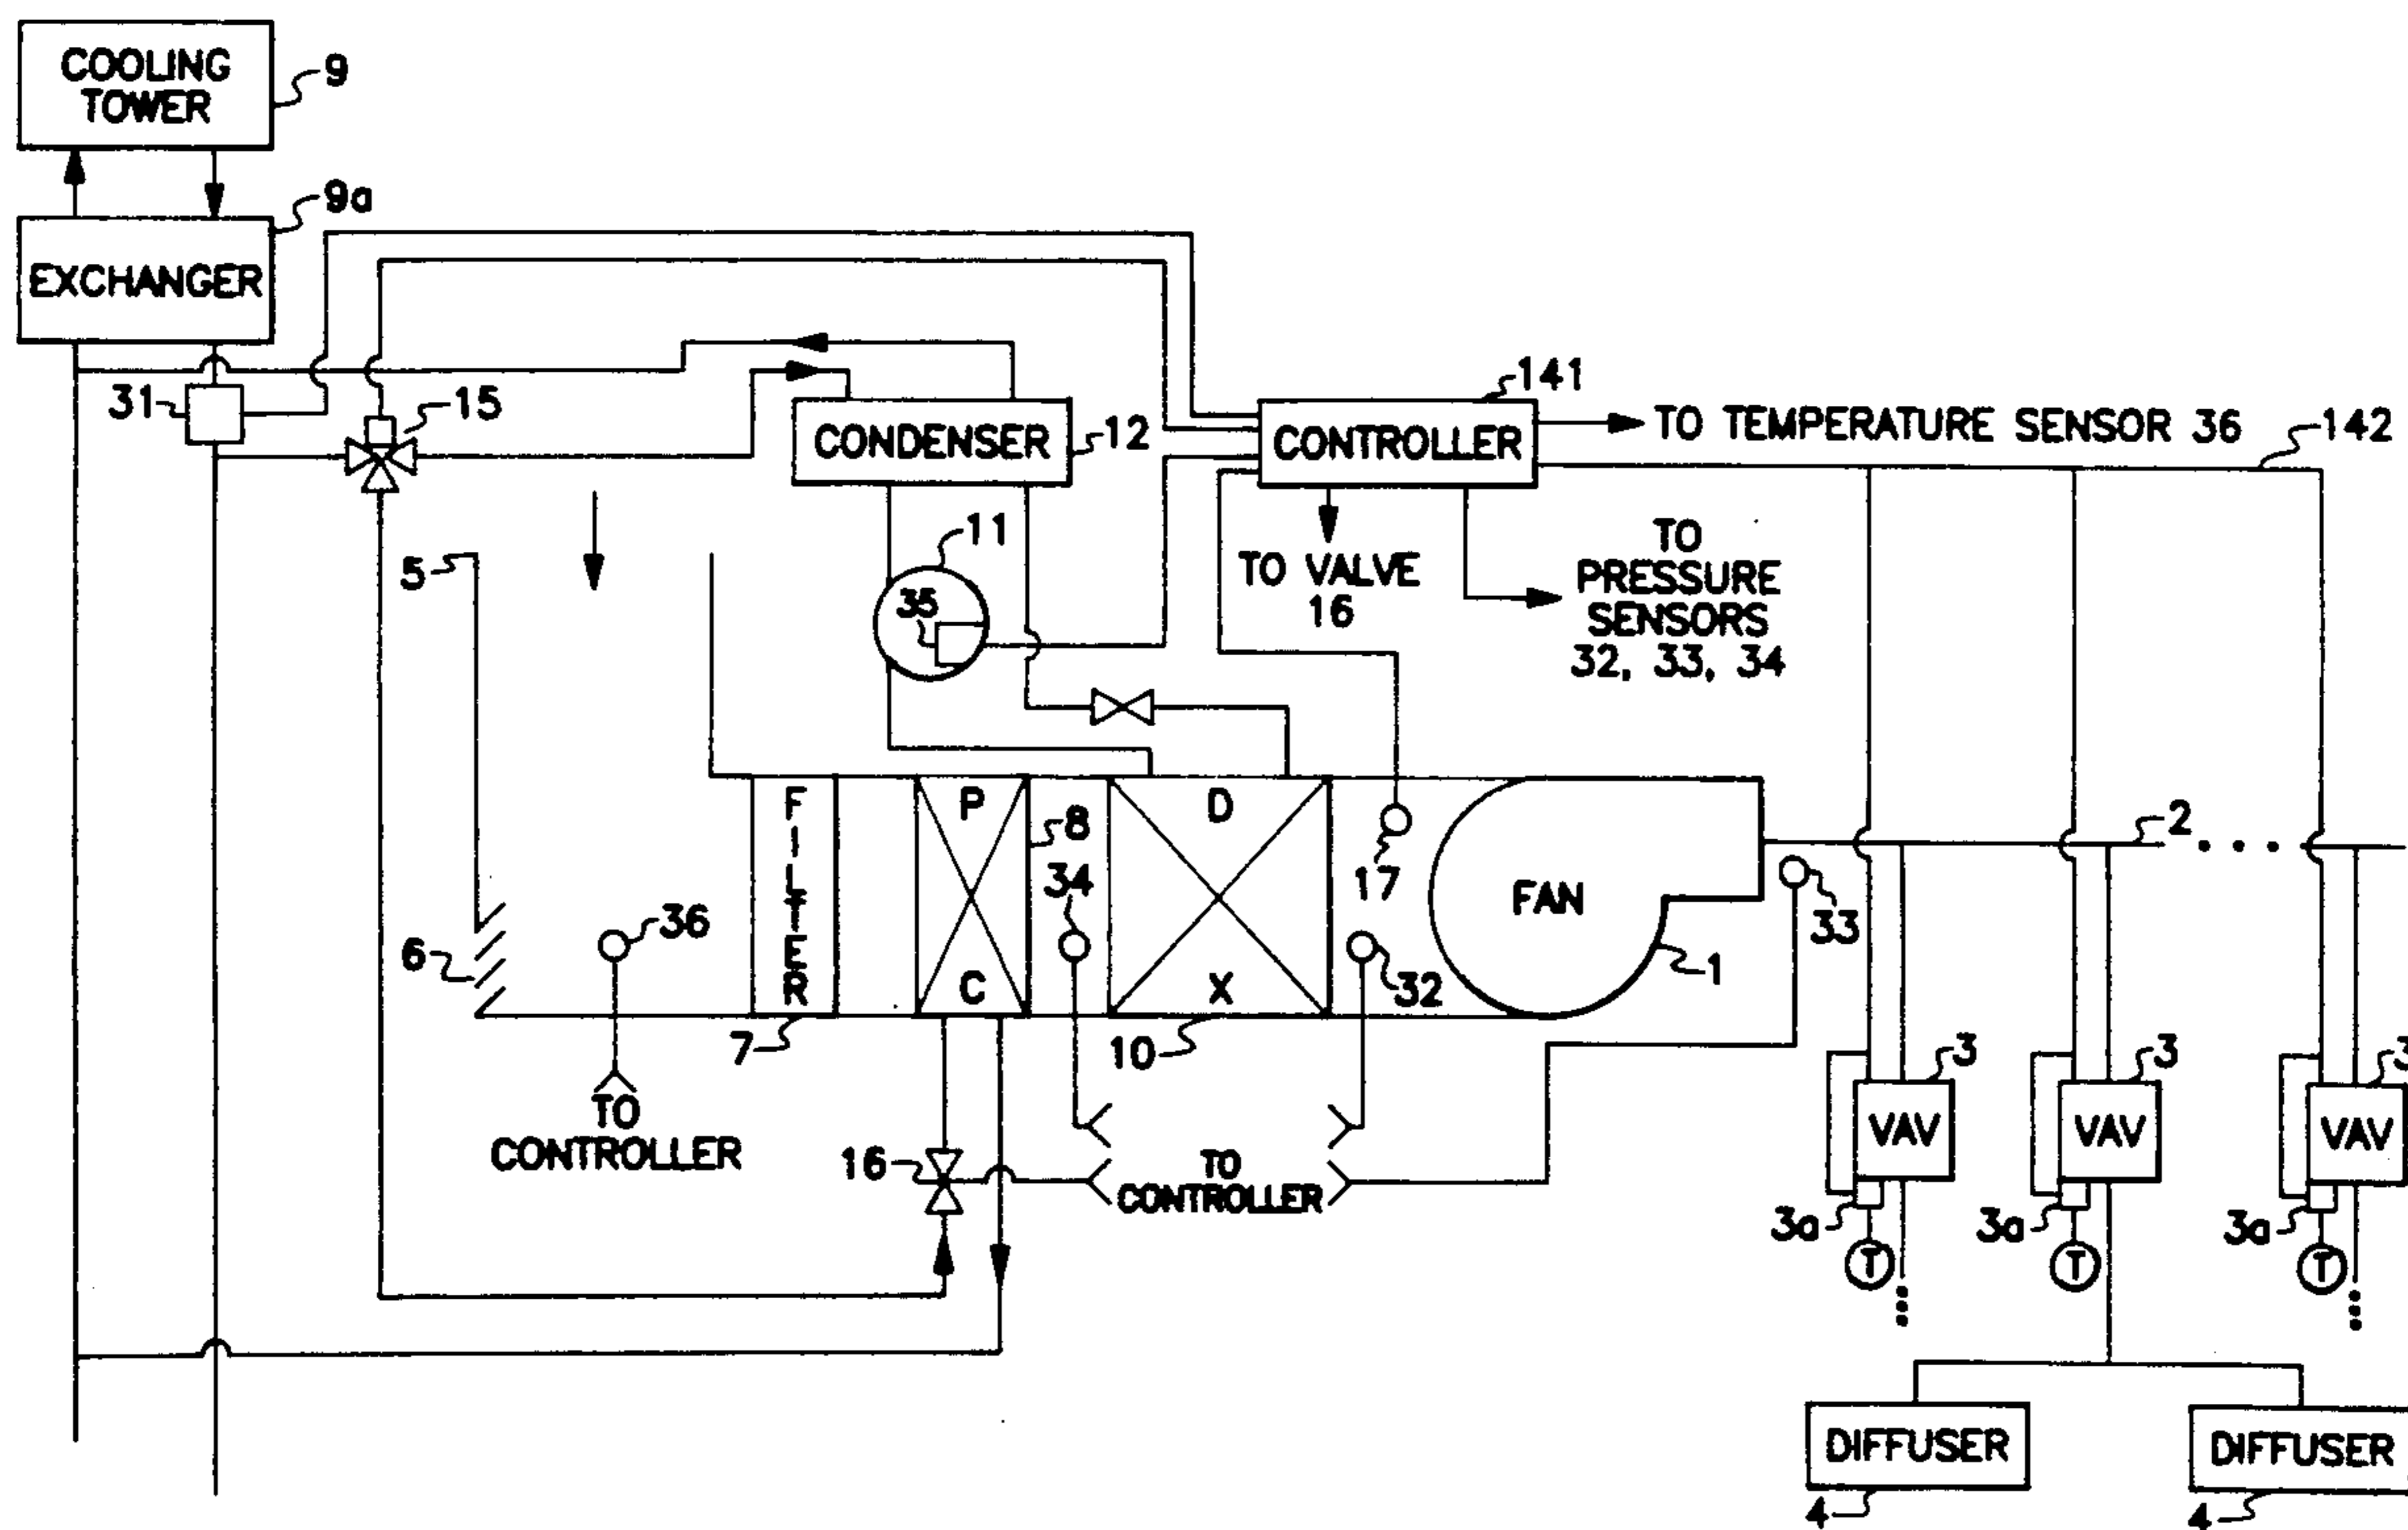 COOLING
TOWER
9
9a
EXCHANGER
31
15
CONDENSER
12
141
CONTROLLER
TO TEMPERATURE SENSOR 36
142
TO VALVE
16
TO
PRESSURE
SENSORS
32, 33, 34
5
11
35
FILTER
P
C
8
34
D
X
17
FAN
2
33
36
6
32
1
7
10
TO
CONTROLLER
16
TO
CONTROLLER
3
3
3
VAV
VAV
VAV
3a
3a
3a
T
T
T
DIFFUSER
DIFFUSER
4
4